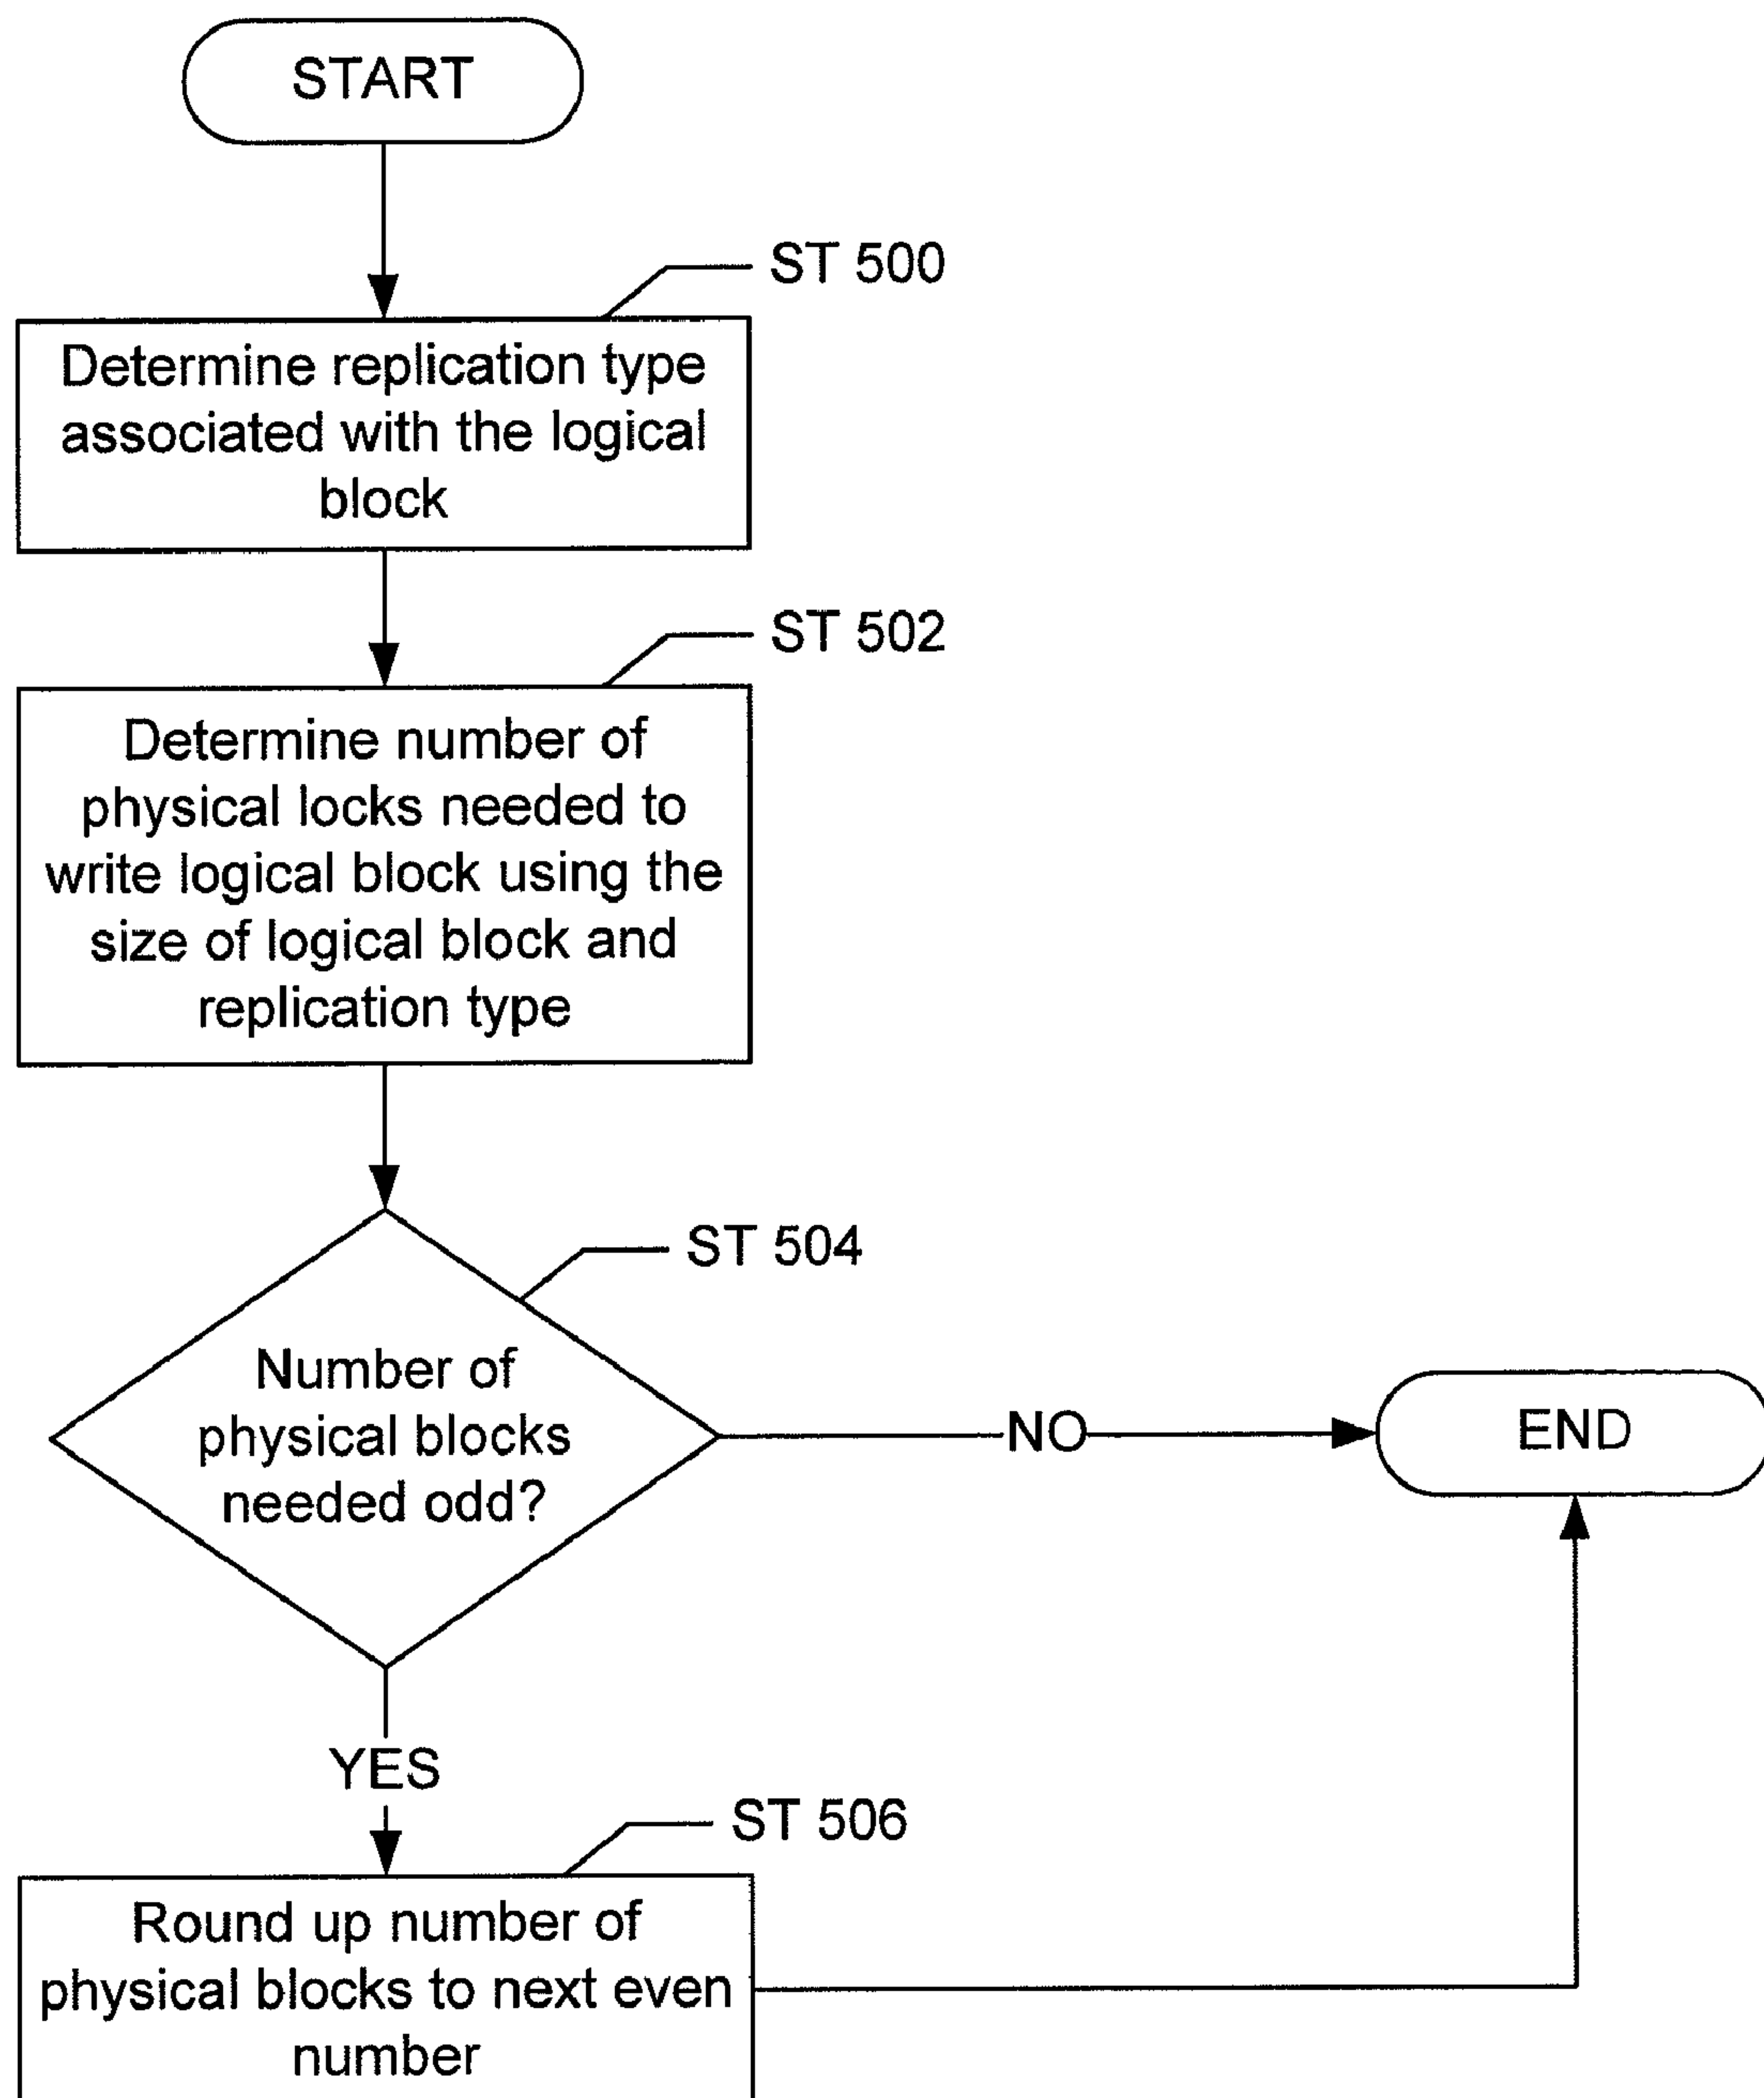 START
ST 500
Determine replication type
associated with the logical
block
ST 502
Determine number of
physical locks needed to
write logical block using the
size of logical block and
replication type
ST 504
Number of
physical blocks
needed odd?
NO
END
YES
ST 506
Round up number of
physical blocks to next even
number